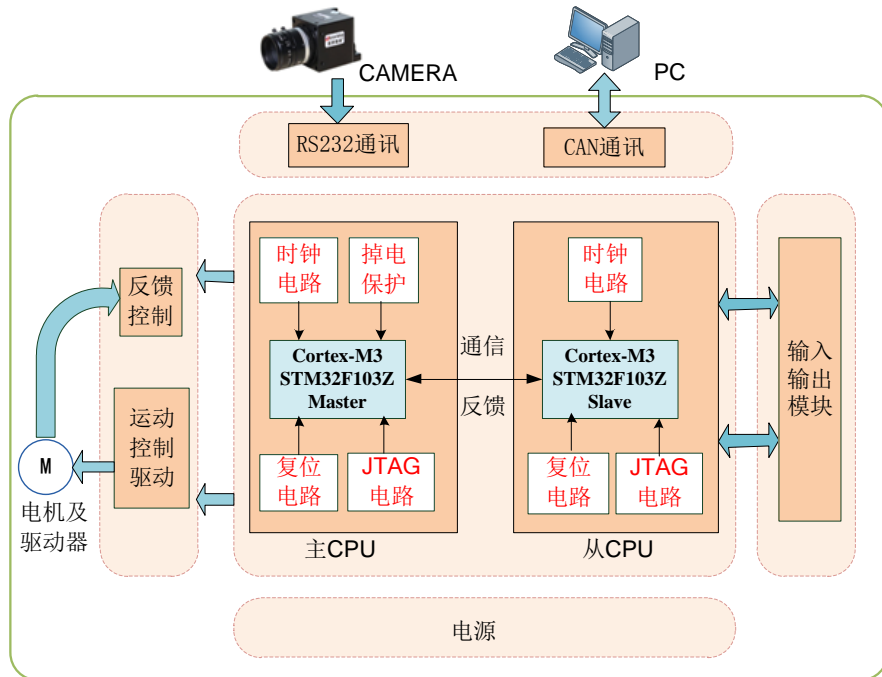 CAMERA
PC
RS232通讯
CAN通讯
反馈
控制
运动
控制
驱动
M
电机及
驱动器
时钟
电路
掉电
保护
Cortex-M3
STM32F103Z
Master
复位
电路
JTAG
电路
主CPU
通信
反馈
时钟
电路
Cortex-M3
STM32F103Z
Slave
复位
电路
JTAG
电路
从CPU
输入
输出
模块
电源